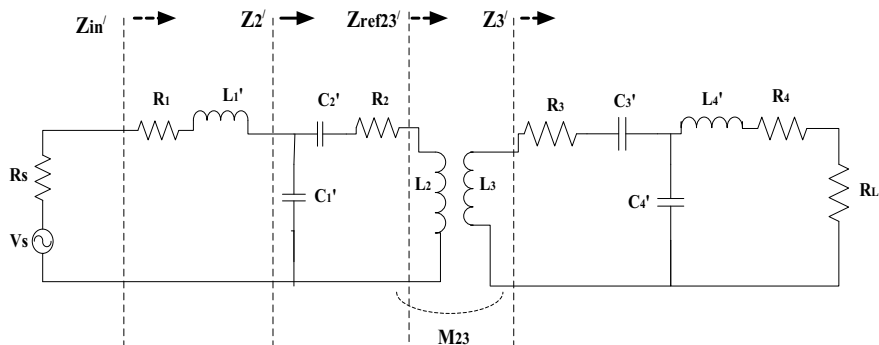 Zin/
Z2/
Zref23/
Z3/
R1
L1'
C2'
R2
R3
C3'
L4'
R4
Rs
C1'
L2
L3
C4'
RL
Vs
M23